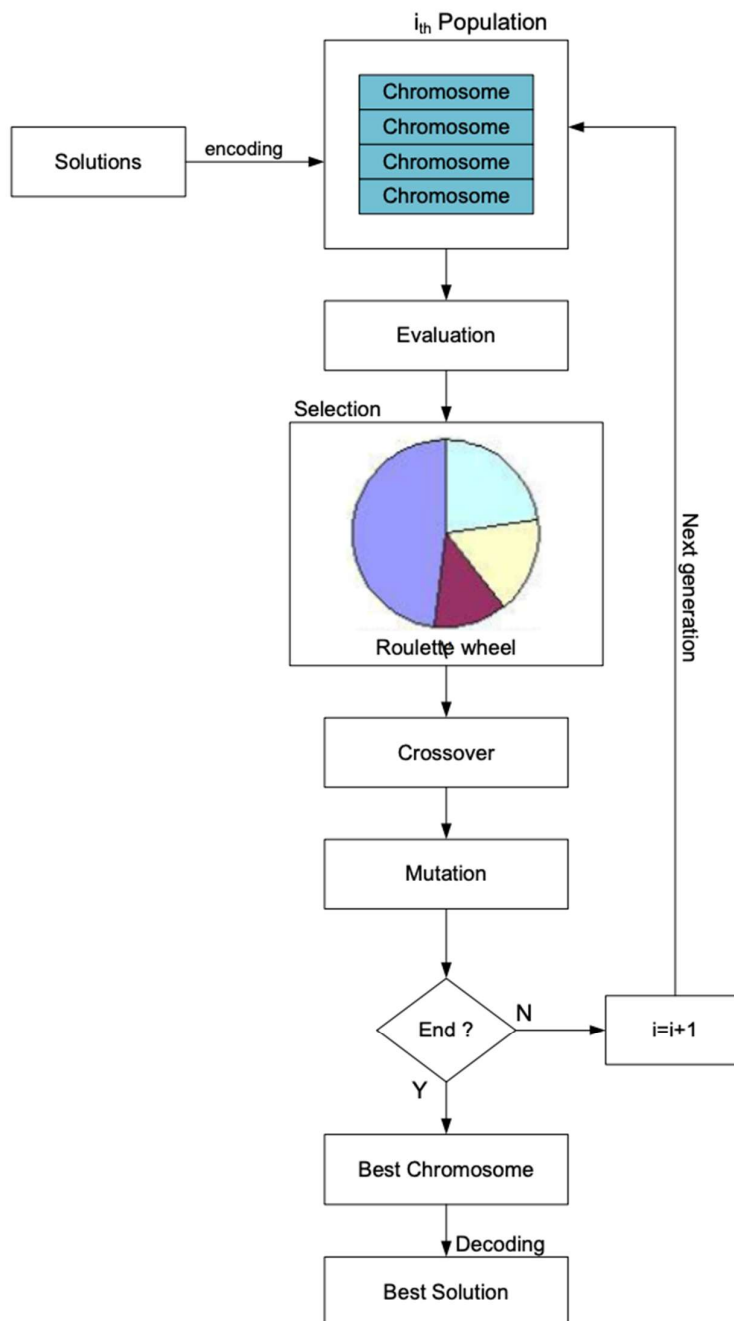 i_th Population
Chromosome
Chromosome
Chromosome
Chromosome
Solutions
encoding
Evaluation
Selection
Roulette wheel
Next generation
Crossover
Mutation
End ?
N
i=i+1
Y
Best Chromosome
Decoding
Best Solution